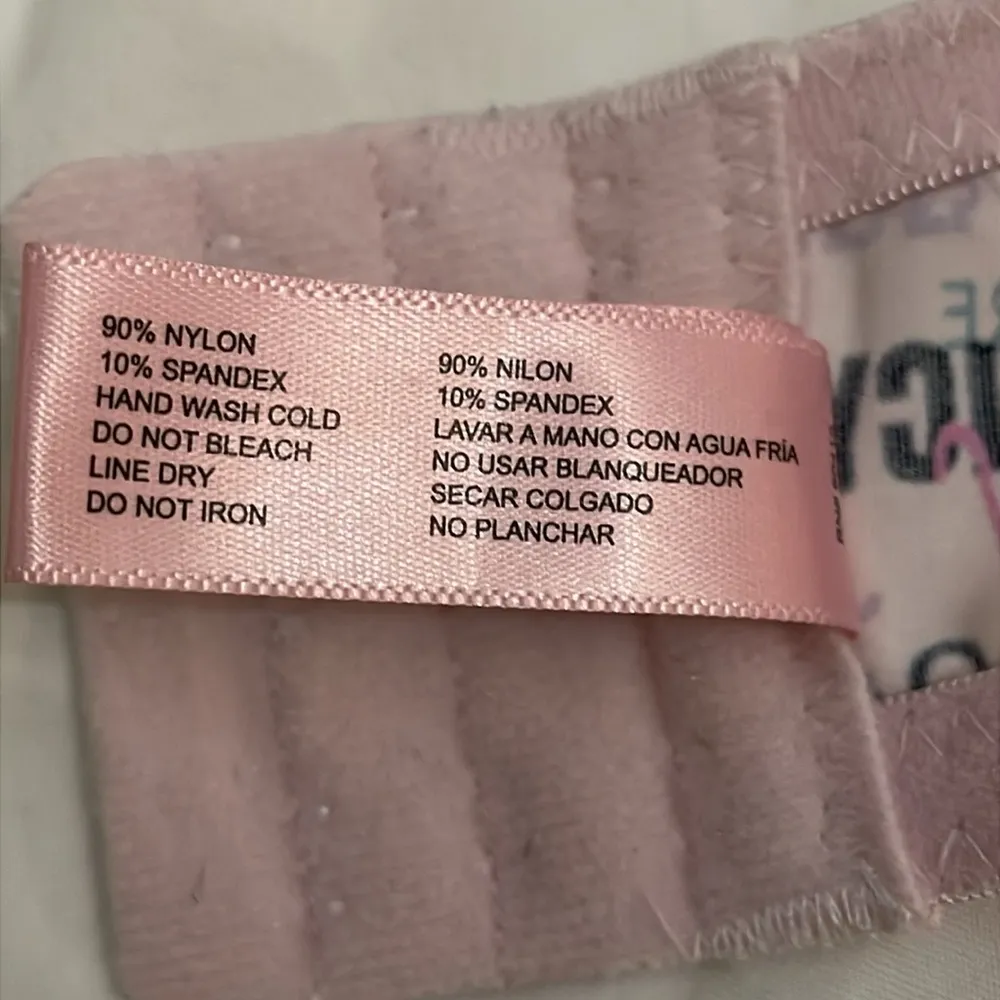 90% NYLON
10% SPANDEX
HAND WASH COLD
DO NOT BLEACH
LINE DRY
DO NOT IRON
90% NILON
10% SPANDEX
LAVAR A MANO CON AGUA FRÍA
NO USAR BLANQUEADOR
SECAR COLGADO
NO PLANCHAR